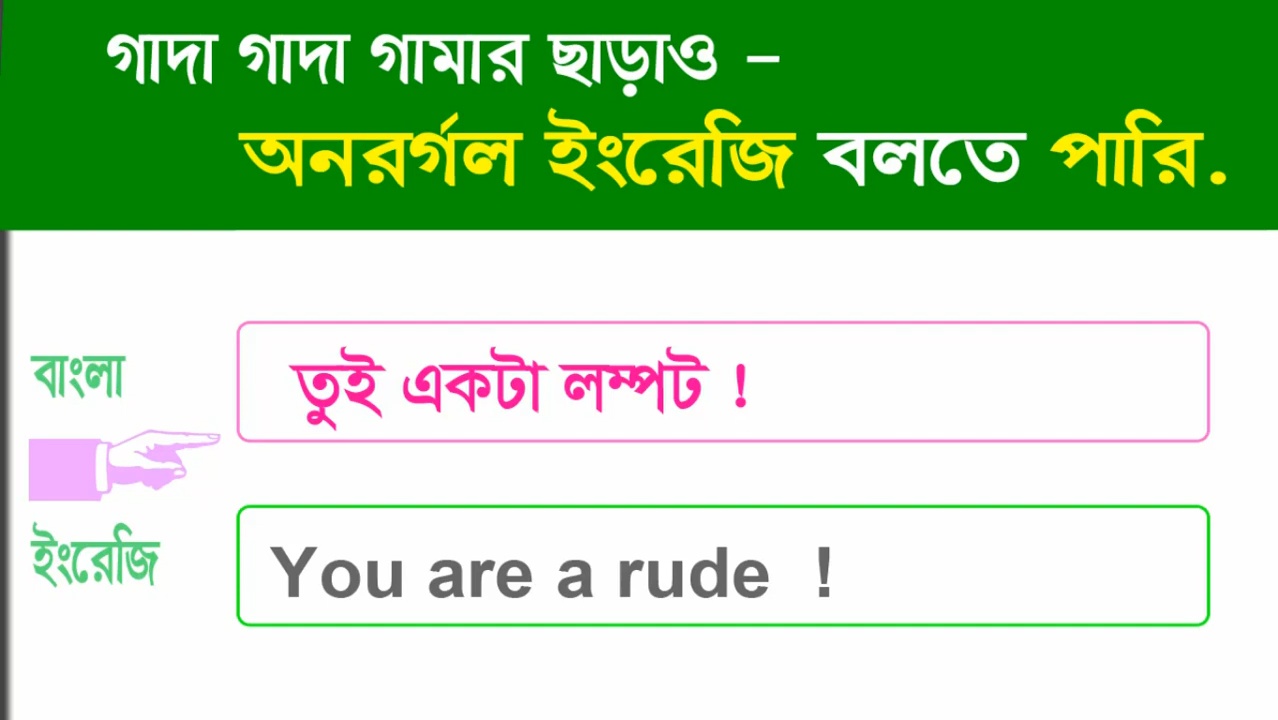 গাদা গাদা গামার ছাড়াও –
অনরর্গল ইংরেজি বলতে পারি.
বাংলা
তুই একটা লম্পট !
ইংরেজি
You are a rude !